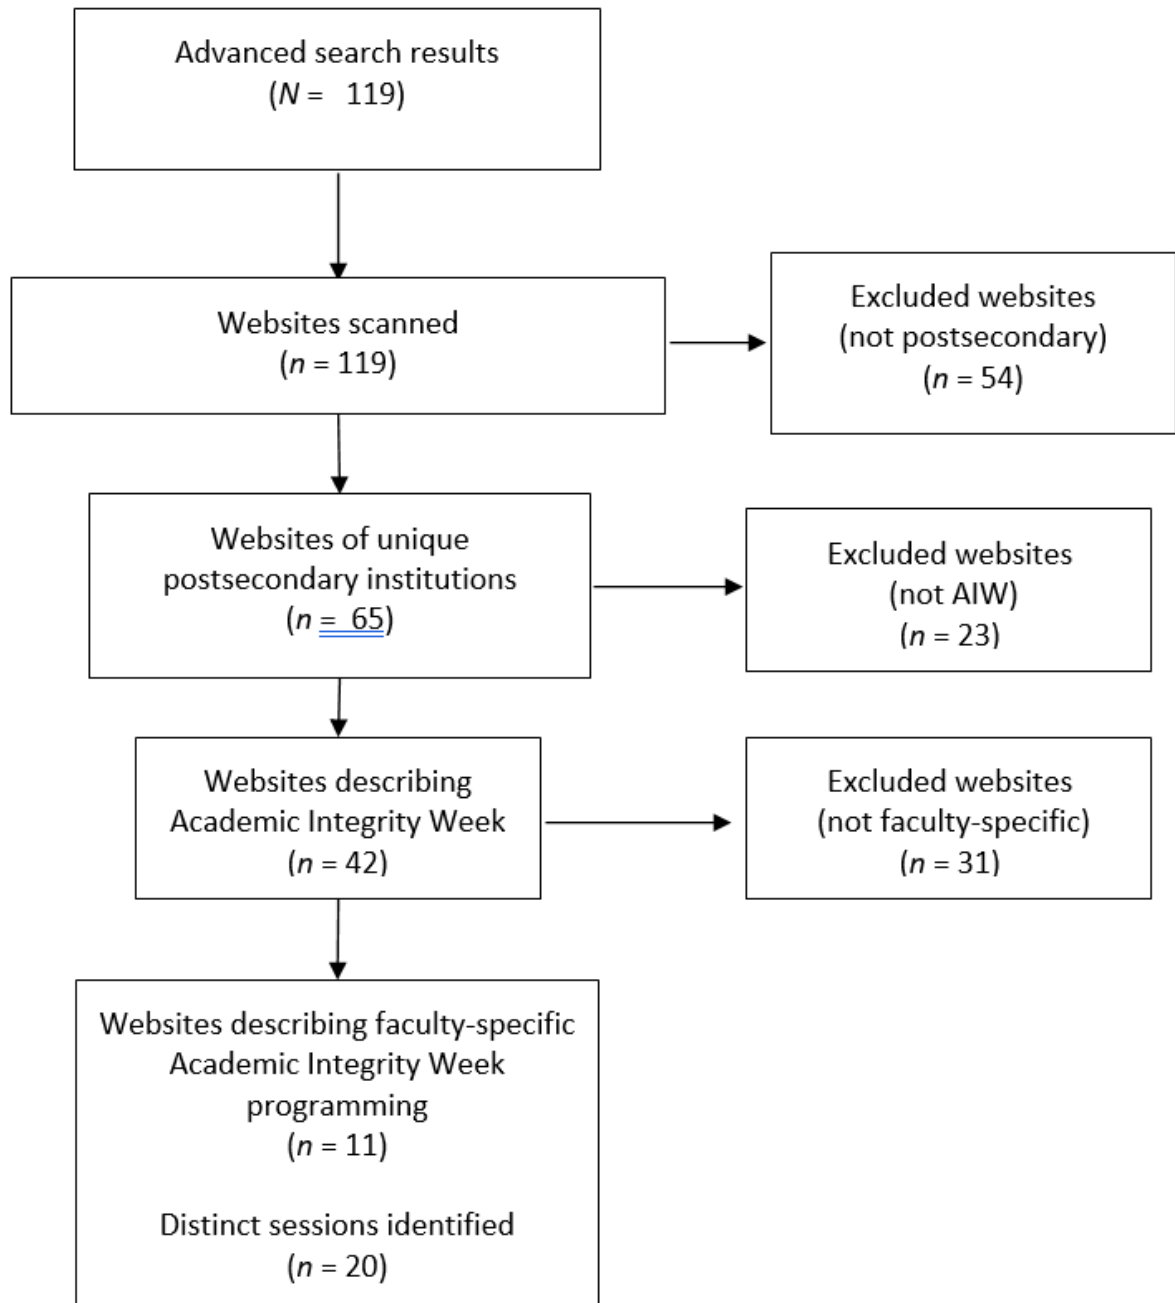 Advanced search results
(N =   119)
Websites scanned
(n = 119)
Excluded websites
(not postsecondary)
(n = 54)
Websites of unique
postsecondary institutions
(n =  65)
Excluded websites
(not AIW)
(n = 23)
Websites describing
Academic Integrity Week
(n = 42)
Excluded websites
(not faculty-specific)
(n = 31)
Websites describing faculty-specific
Academic Integrity Week
programming
(n = 11)
Distinct sessions identified
(n = 20)